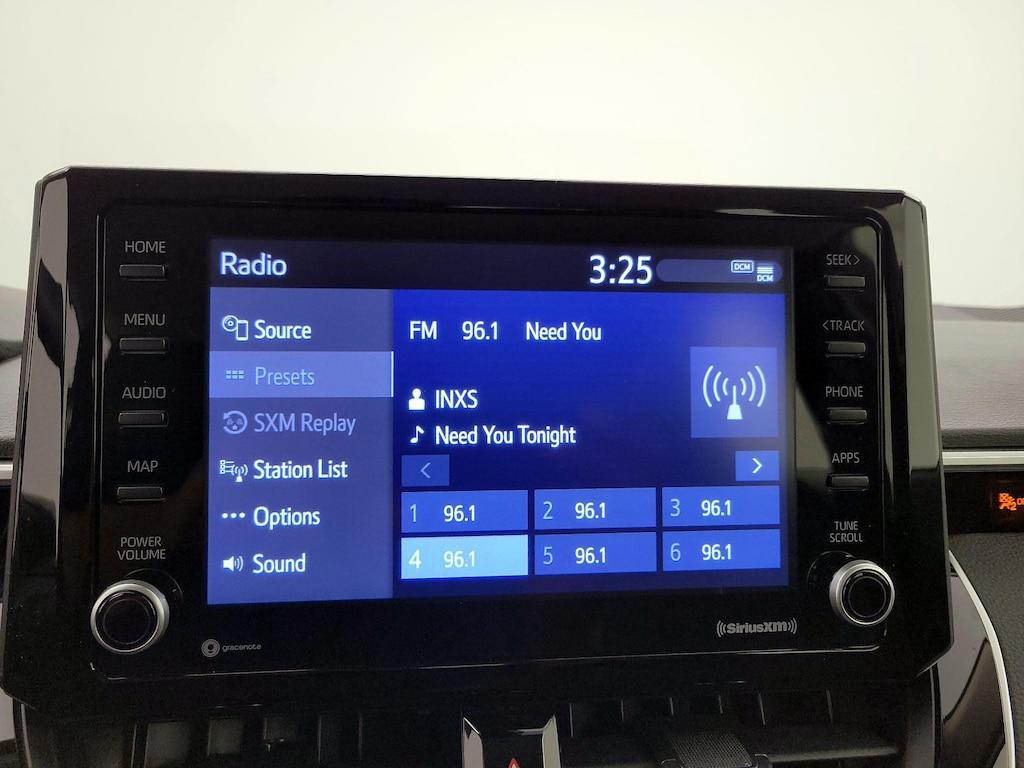 HOME
MENU
AUDIO
MAP
POWER
VOLUME
Radio
3:25
DCM
DCM
Source
Presets
SXM Replay
Station List
Options
Sound
FM 96.1 Need You
INXS
Need You Tonight
<
>
1 96.1
2 96.1
3 96.1
4 96.1
5 96.1
6 96.1
SEEK>
<TRACK
PHONE
APPS
TUNE
SCROLL
gracenote
((SiriusXM))